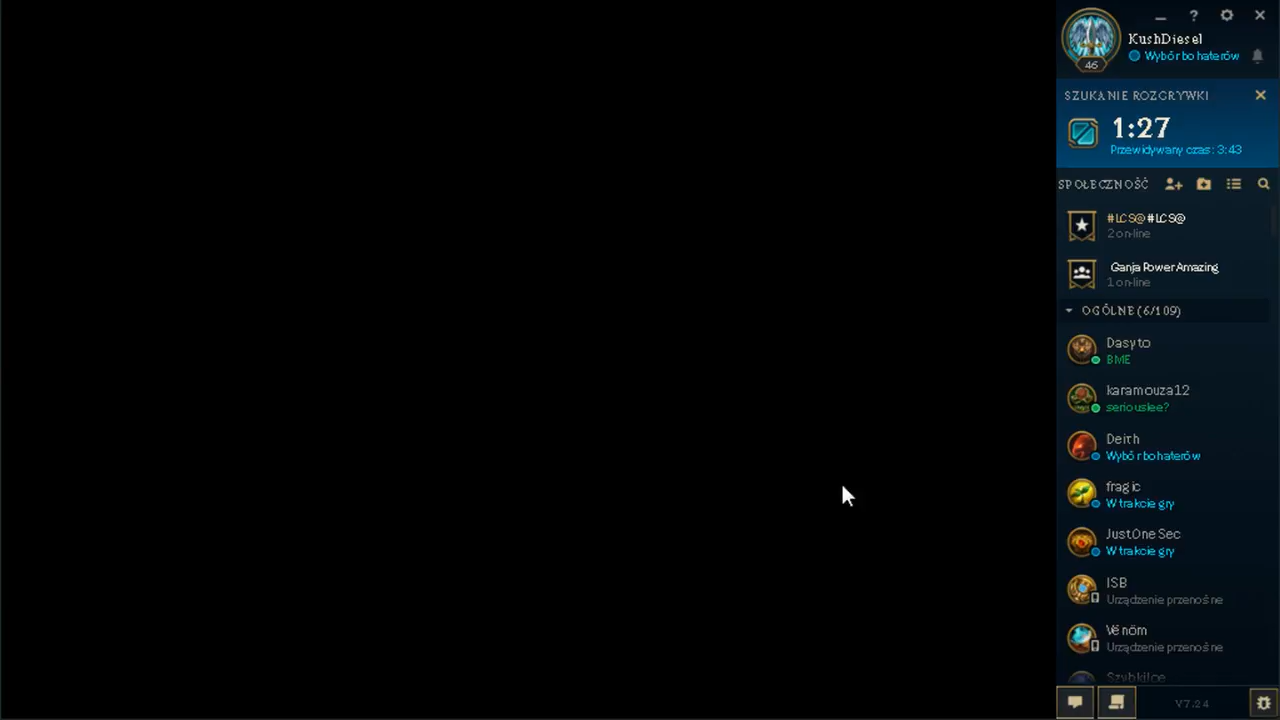 ?
KushDiesel
Wybór bohaterów
46
SZUKANIE ROZGRYWKI
1:27
Przewidywany czas: 3:43
SPOŁECZNOŚĆ
#LCS@ #LCS@
2 on-line
Ganja Power Amazing
1 on-line
OGÓLNE (6/109)
Dasyto
BME
karamouza12
seriouslee?
Deith
Wybór bohaterów
fragic
W trakcie gry
JustOneSec
W trakcie gry
ISB
Urządzenie przenośne
Vënöm
Urządzenie przenośne
V7.24